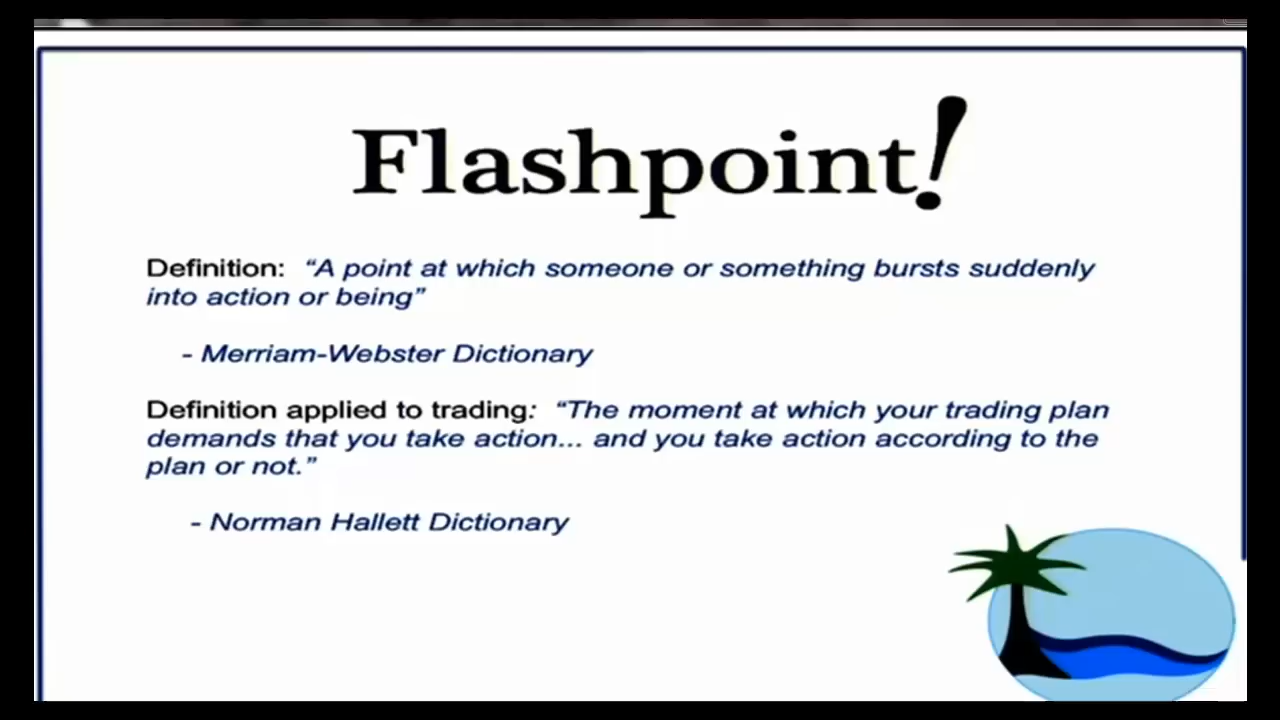 Flashpoint!
Definition: “A point at which someone or something bursts suddenly
into action or being”
- Merriam-Webster Dictionary
Definition applied to trading: “The moment at which your trading plan
demands that you take action... and you take action according to the
plan or not.”
- Norman Hallett Dictionary